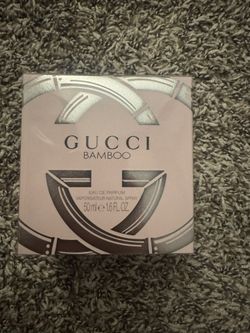 GUCCI
BAMBOO
EAU DE PARFUM
VAPORISATEUR NATURAL SPRAY
50 ml ℮ 1.6 FL. OZ.